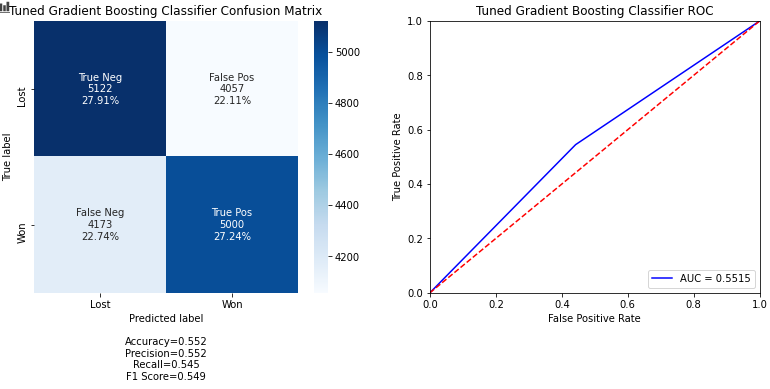 Tuned Gradient Boosting Classifier Confusion Matrix
True label
Lost
Won
True Neg
5122
27.91%
False Pos
4057
22.11%
False Neg
4173
22.74%
True Pos
5000
27.24%
Lost
Won
Predicted label
5000
4800
4600
4400
4200
Accuracy=0.552
Precision=0.552
Recall=0.545
F1 Score=0.549
Tuned Gradient Boosting Classifier ROC
True Positive Rate
1.0
0.8
0.6
0.4
0.2
0.0
0.0
0.2
0.4
0.6
0.8
1.0
False Positive Rate
AUC = 0.5515